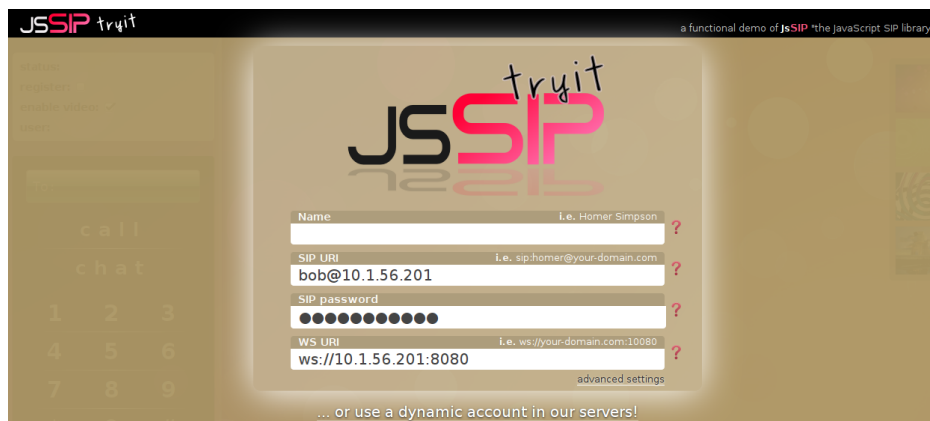 JSSIP tryit
a functional demo of JsSIP "the JavaScript SIP library
tryit
JSSIP
Name i.e. Homer Simpson
?
SIP URI i.e. sip:homer@your-domain.com
bob@10.1.56.201 ?
SIP password
●●●●●●●●●●● ?
WS URI i.e. ws://your-domain.com:10080
ws://10.1.56.201:8080 ?
advanced settings
... or use a dynamic account in our servers!
call
chat
1 2 3
4 5 6
7 8 9